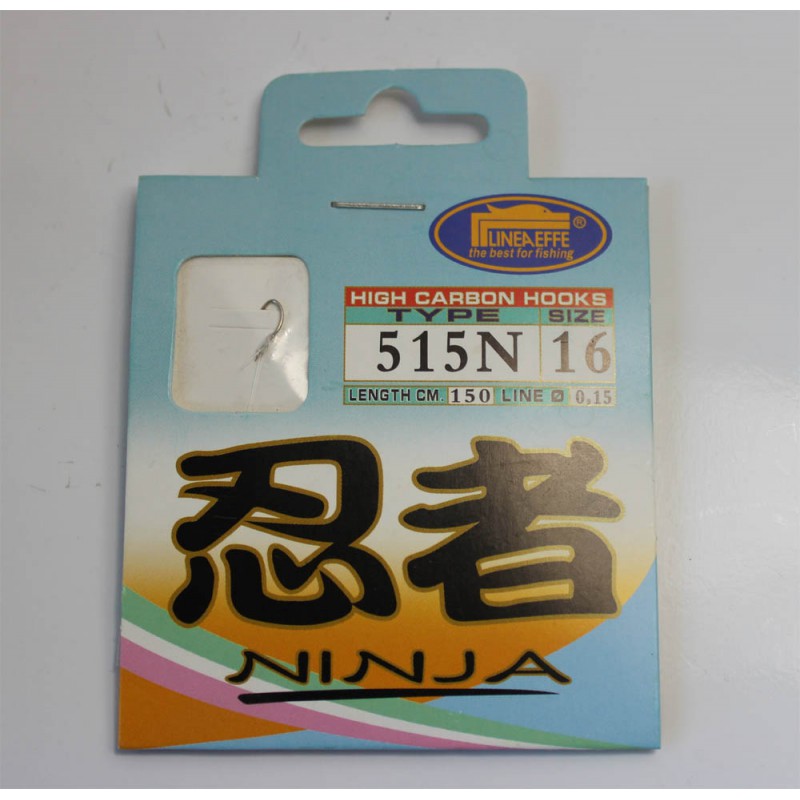 LINEAEFFE®
the best for fishing
HIGH CARBON HOOKS
TYPE SIZE
515N 16
LENGTH CM. 150 LINE Ø 0,15
忍者
NINJA